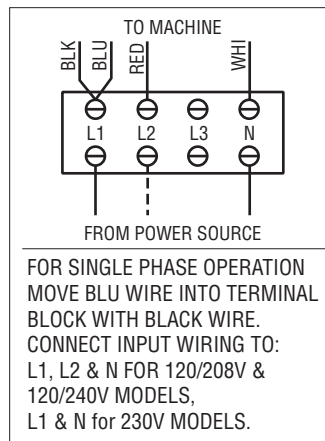 TO MACHINE
BLK BLU RED WHI
L1 L2 L3 N
FROM POWER SOURCE
FOR SINGLE PHASE OPERATION
MOVE BLU WIRE INTO TERMINAL
BLOCK WITH BLACK WIRE.
CONNECT INPUT WIRING TO:
L1, L2 & N FOR 120/208V &
120/240V MODELS,
L1 & N for 230V MODELS.